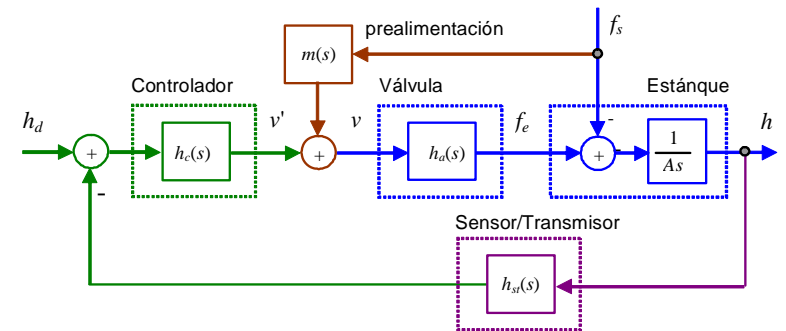 prealimentación
f_s
m(s)
Controlador
Válvula
Estánque
h_d
v'
v
f_e
-
h
+
h_c(s)
+
h_a(s)
+
-
1
As
-
Sensor/Transmisor
h_st(s)